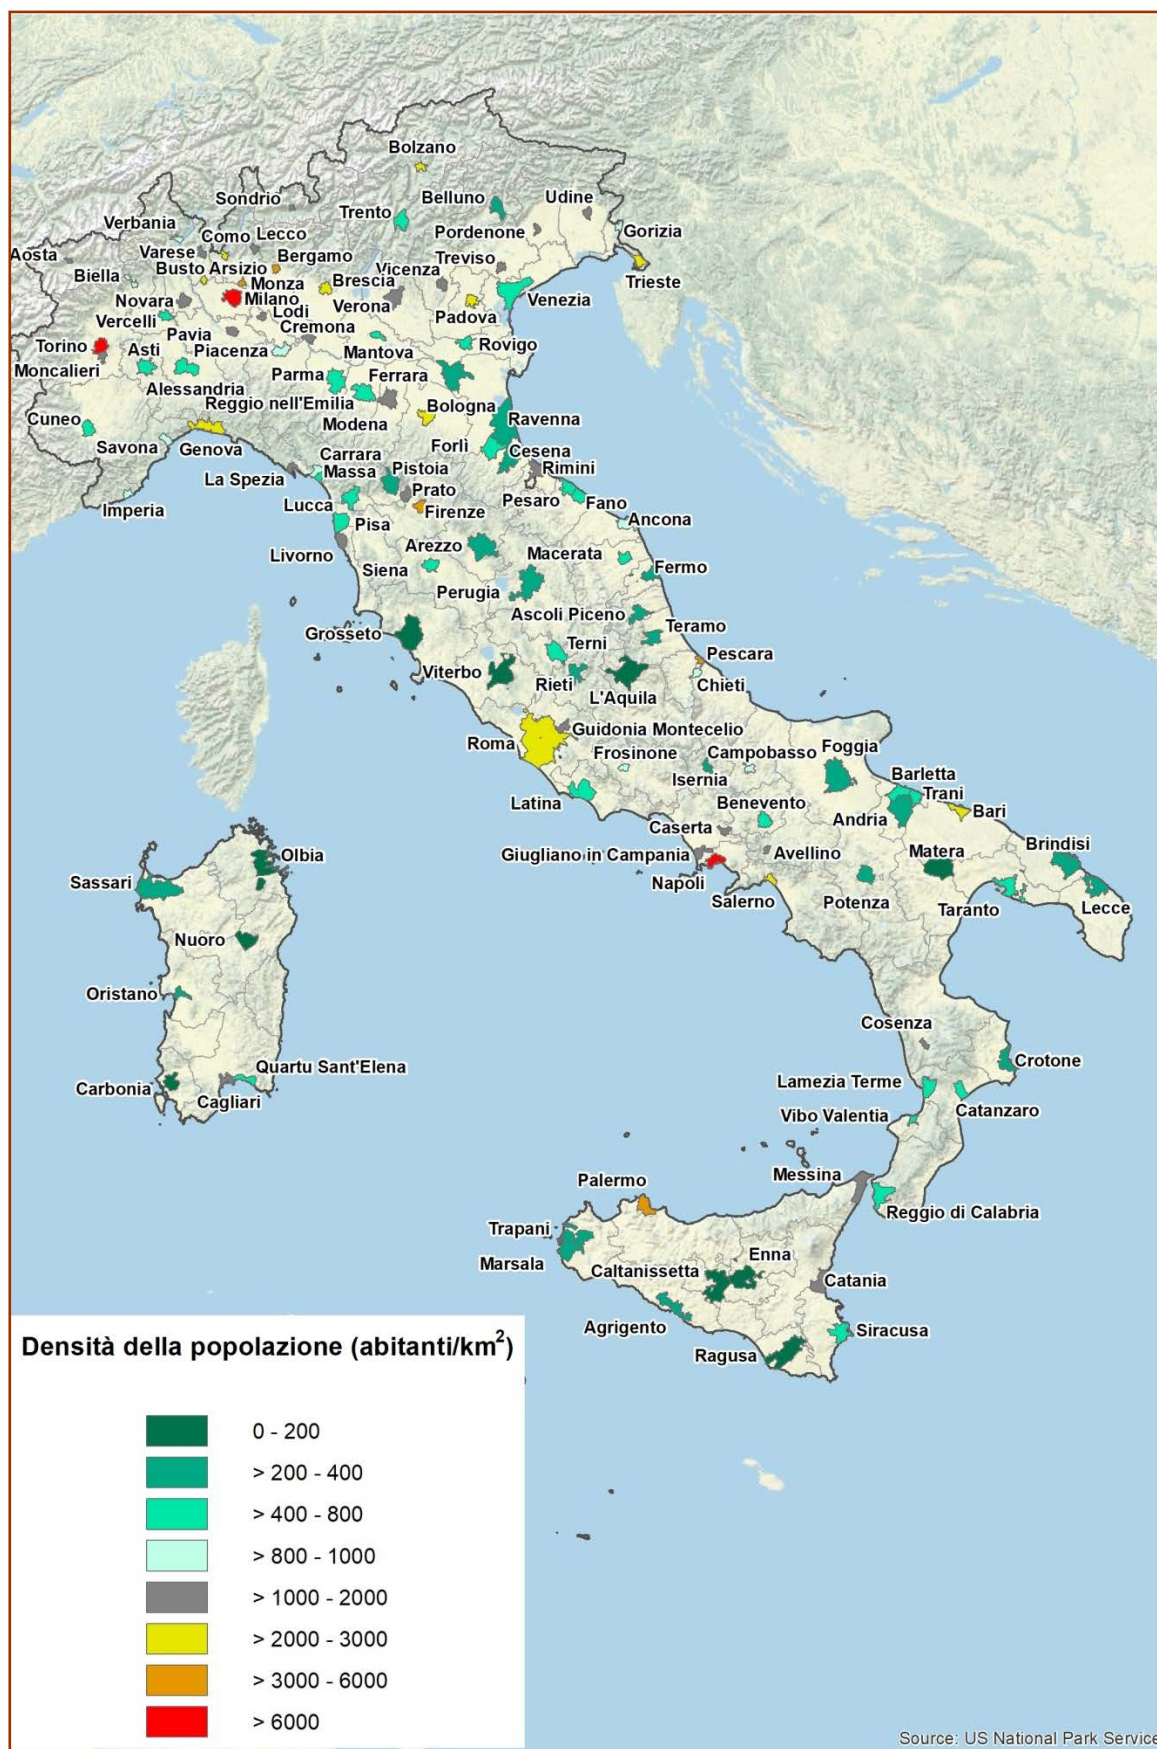 Bolzano
Sondrio
Belluno
Udine
Trento
Verbania
Pordenone
Gorizia
Como
Lecco
Aosta
Varese
Bergamo
Vicenza
Treviso
Biella
Busto Arsizio
Monza
Brescia
Trieste
Novara
Milano
Verona
Padova
Venezia
Vercelli
Lodi
Cremona
Torino
Asti
Pavia
Piacenza
Mantova
Rovigo
Moncalieri
Parma
Ferrara
Alessandria
Reggio nell'Emilia
Bologna
Ravenna
Cuneo
Modena
Savona
Genova
Forlì
Cesena
Carrara
Massa
Pistoia
Rimini
La Spezia
Prato
Pesaro
Fano
Imperia
Lucca
Firenze
Ancona
Pisa
Arezzo
Macerata
Livorno
Siena
Fermo
Perugia
Ascoli Piceno
Teramo
Grosseto
Terni
Pescara
Viterbo
Rieti
L'Aquila
Chieti
Roma
Guidonia Montecelio
Frosinone
Campobasso
Foggia
Isernia
Barletta
Latina
Benevento
Trani
Andria
Bari
Caserta
Giugliano in Campania
Avellino
Matera
Brindisi
Olbia
Sassari
Napoli
Salerno
Potenza
Taranto
Lecce
Nuoro
Oristano
Cosenza
Quartu Sant'Elena
Crotone
Carbonia
Cagliari
Lamezia Terme
Vibo Valentia
Catanzaro
Messina
Palermo
Reggio di Calabria
Trapani
Marsala
Enna
Caltanissetta
Catania
Agrigento
Siracusa
Ragusa
Densità della popolazione (abitanti/km²)
0 - 200
> 200 - 400
> 400 - 800
> 800 - 1000
> 1000 - 2000
> 2000 - 3000
> 3000 - 6000
> 6000
Source: US National Park Service